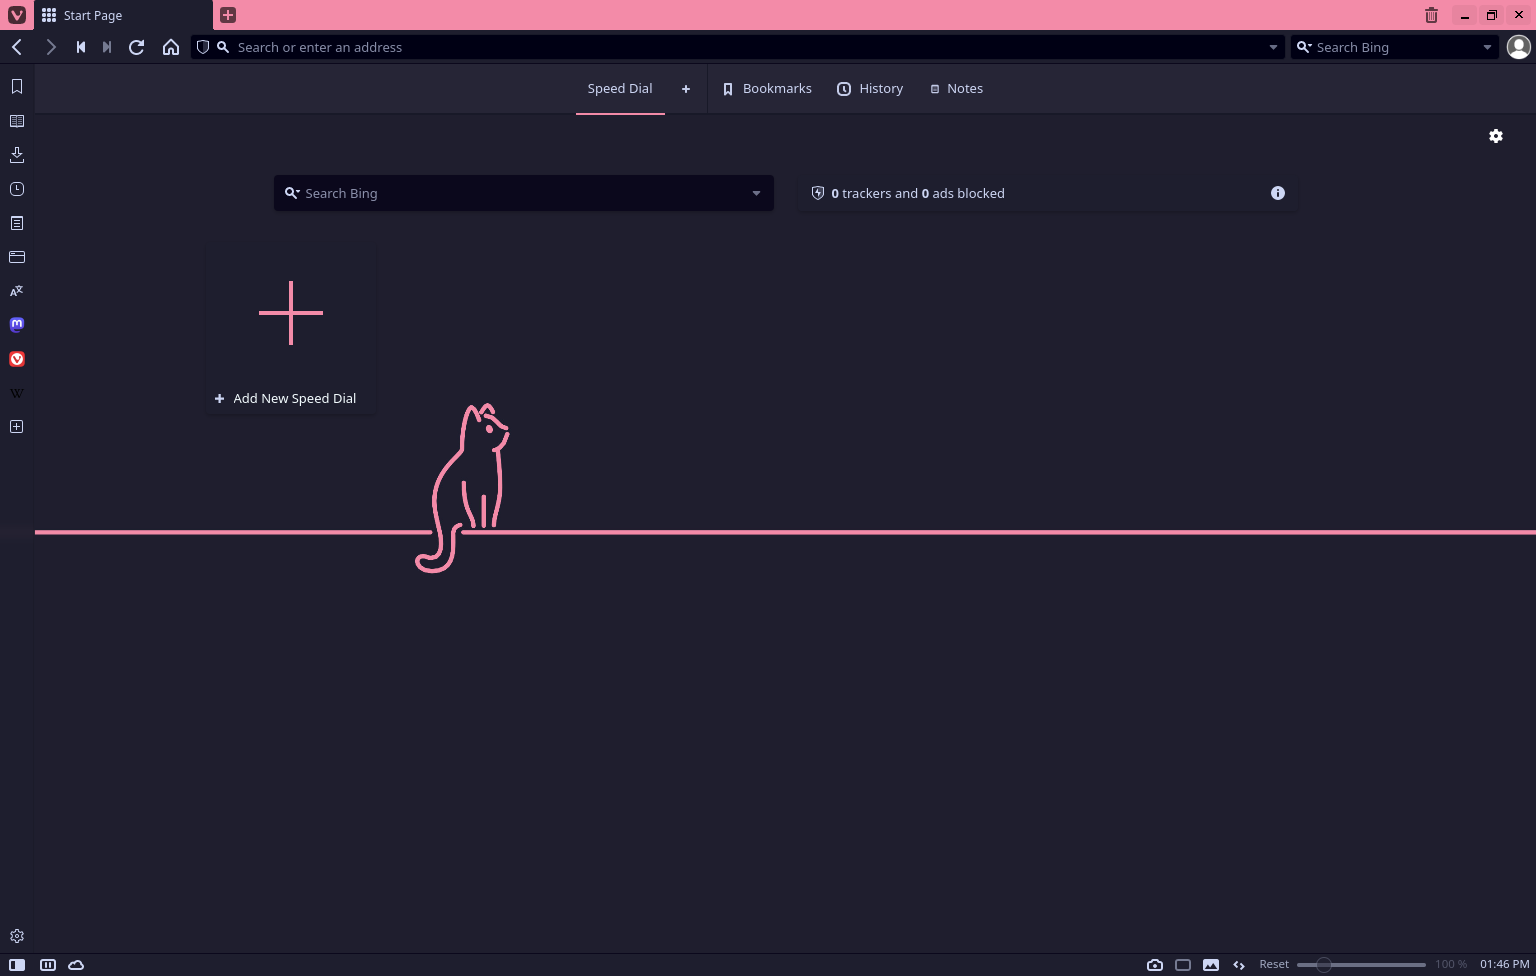 Start Page
Search or enter an address
Search Bing
Speed Dial
Bookmarks
History
Notes
Search Bing
0 trackers and 0 ads blocked
Add New Speed Dial
Reset
100 %
01:46 PM